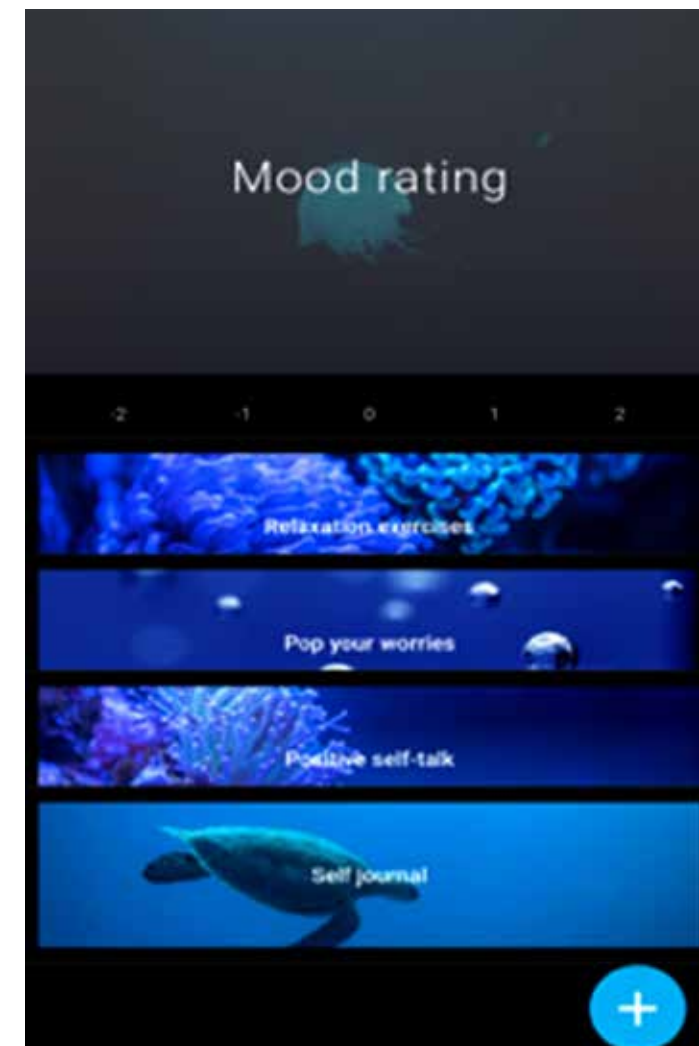 Mood rating
-2 -1 0 1 2
Relaxation exercises
Pop your worries
Positive self-talk
Self journal
+